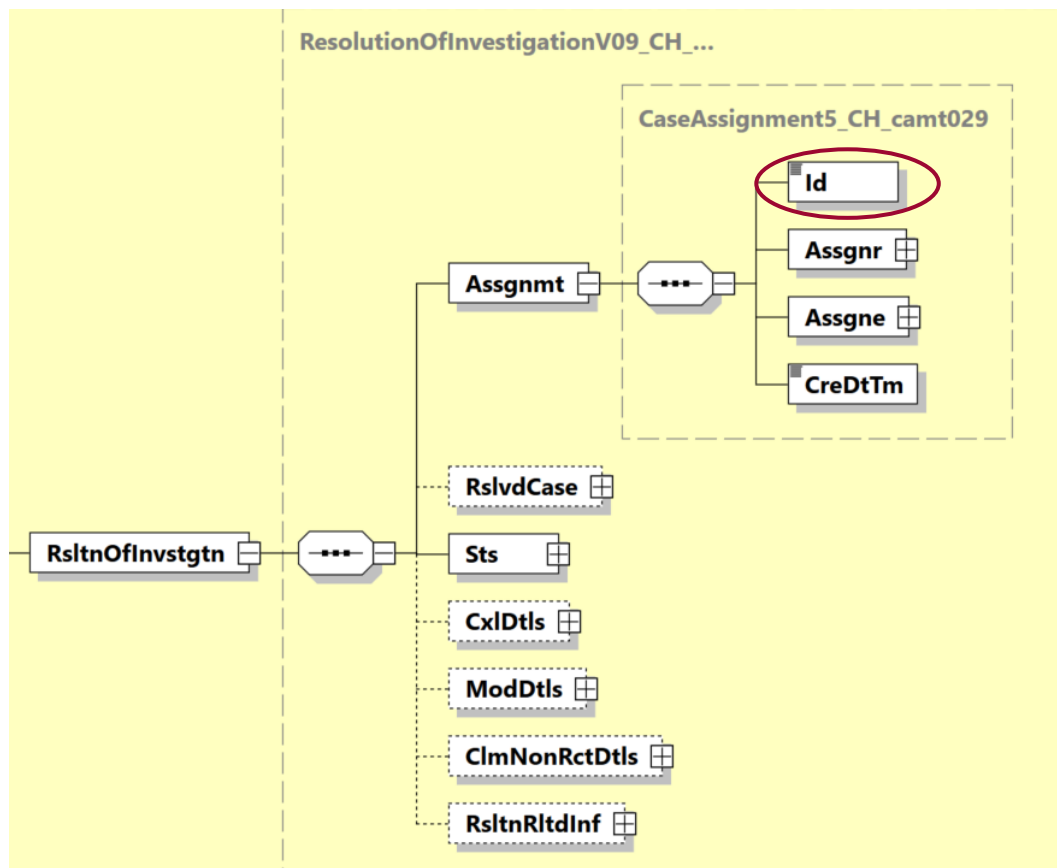 ResolutionOfInvestigationV09_CH_...
CaseAssignment5_CH_camt029
Id
Assgnr
Assgnmt
Assgne
CreDtTm
RslvdCase
RsltnOfInvstgtn
Sts
CxlDtls
ModDtls
ClmNonRctDtls
RsltnRltdInf